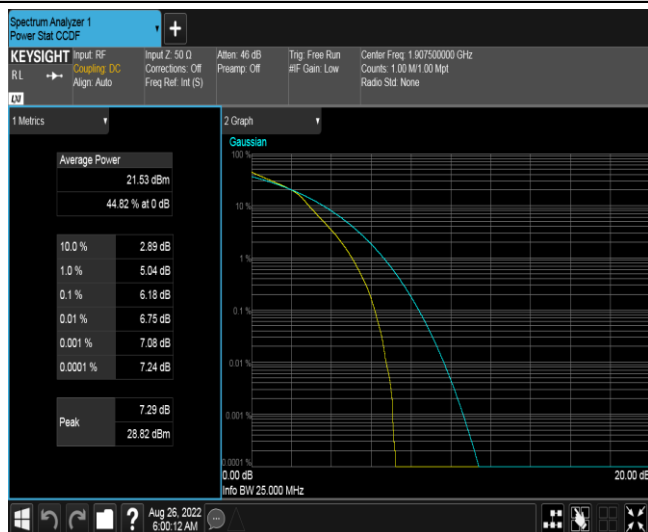 Spectrum Analyzer 1
Power Stat CCDF
+
KEYSIGHT
RL
LXI
Input: RF
Coupling: DC
Align: Auto
Input Z: 50 Ω
Corrections: Off
Freq Ref: Int (S)
Atten: 46 dB
Preamp: Off
Trig: Free Run
#IF Gain: Low
Center Freq: 1.907500000 GHz
Counts: 1.00 M/1.00 Mpt
Radio Std: None
1 Metrics
Average Power
21.53 dBm
44.82 % at 0 dB
10.0 % 2.89 dB
1.0 % 5.04 dB
0.1 % 6.18 dB
0.01 % 6.75 dB
0.001 % 7.08 dB
0.0001 % 7.24 dB
Peak
7.29 dB
28.82 dBm
2 Graph
Gaussian
100 %
10 %
1 %
0.1 %
0.01 %
0.001 %
0.0001 %
0.00 dB 20.00 dB
Info BW 25.000 MHz
?
Aug 26, 2022
6:00:12 AM